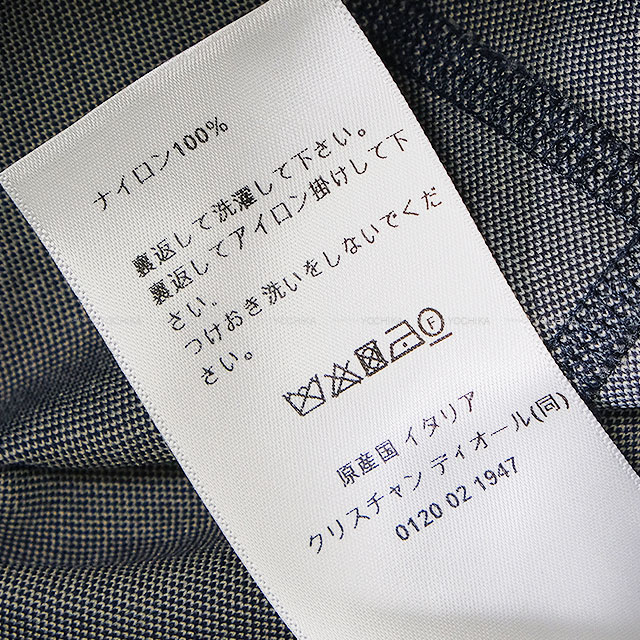 ナイロン100%
裏返して洗濯して下さい。
裏返してアイロン掛けして下
さい.
つけおき洗いをしないでくだ
さい。
F
原産国 イタリア
クリスチャン ディオール(同)
0120 02 1947